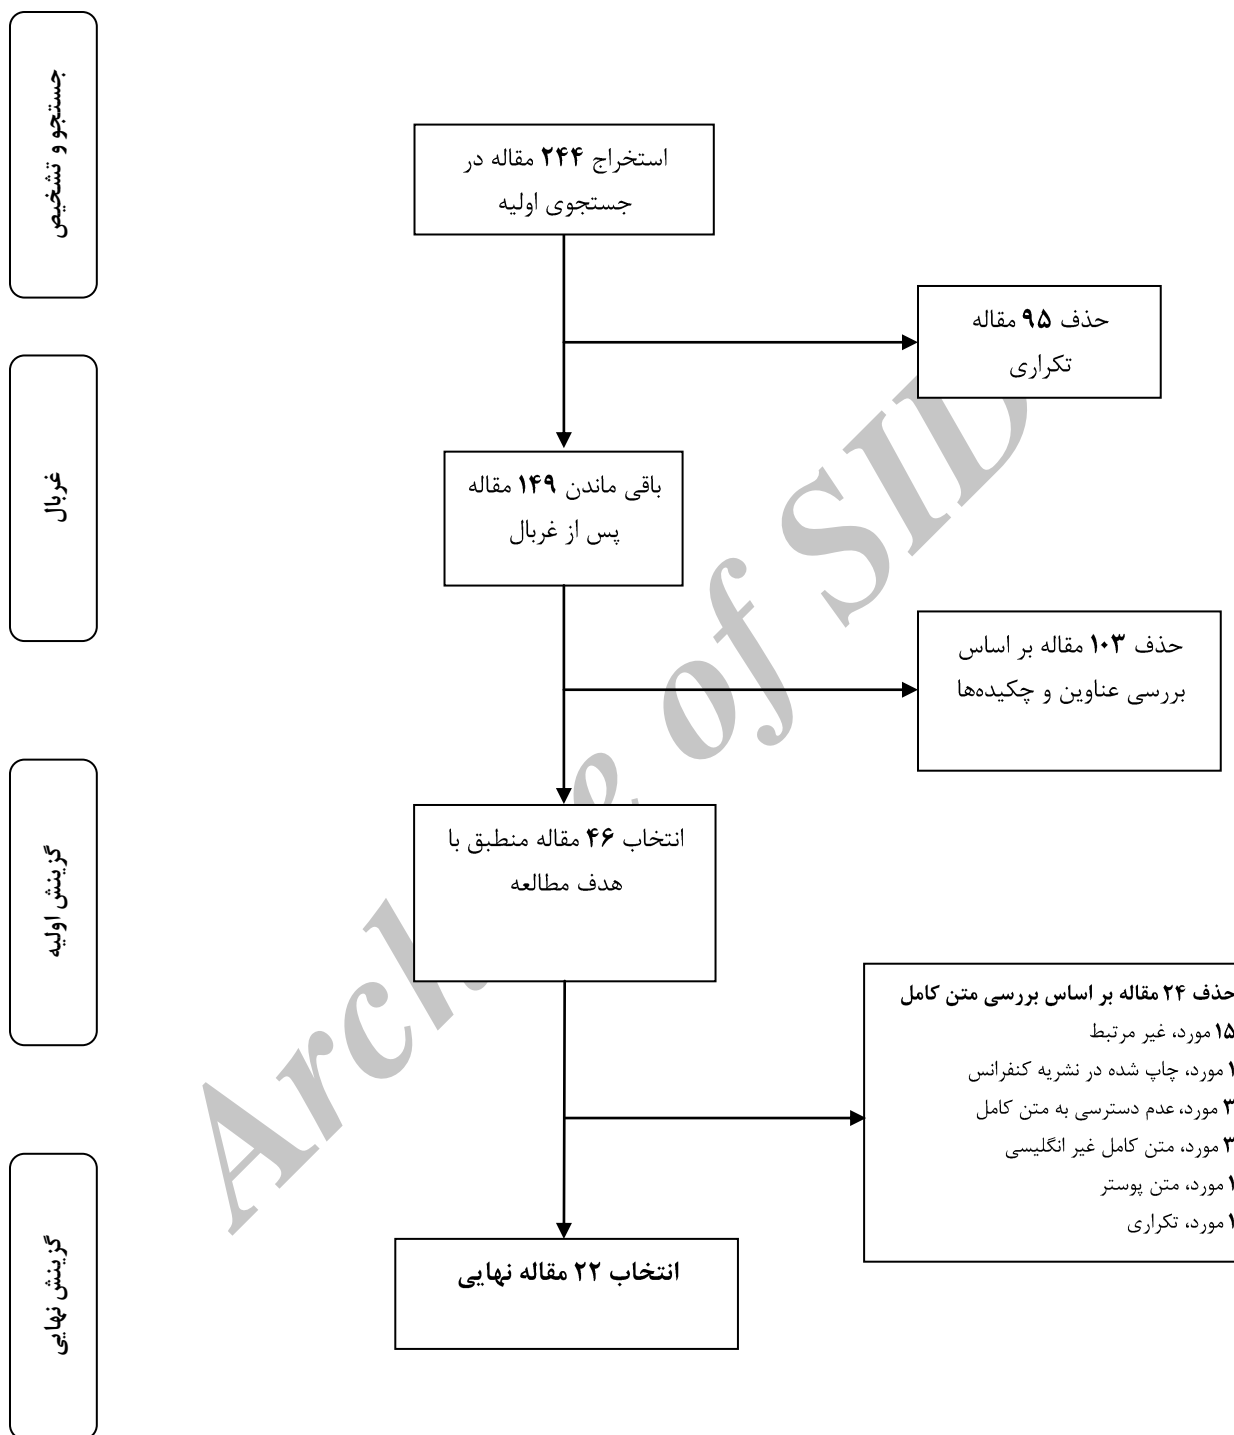 جستجو و تشخیص
استخراج ۲۴۴ مقاله در
جستجوی اولیه
حذف ۹۵ مقاله
تکراری
غربال
باقی ماندن ۱۴۹ مقاله
پس از غربال
حذف ۱۰۳ مقاله بر اساس
بررسی عناوین و چکیده‌ها
گزینش اولیه
انتخاب ۴۶ مقاله منطبق با
هدف مطالعه
حذف ۲۴ مقاله بر اساس بررسی متن کامل
۱۵ مورد، غیر مرتبط
۱ مورد، چاپ شده در نشریه کنفرانس
۳ مورد، عدم دسترسی به متن کامل
۳ مورد، متن کامل غیر انگلیسی
۱ مورد، متن پوستر
۱ مورد، تکراری
گزینش نهایی
انتخاب ۲۲ مقاله نهایی
Archive of SID